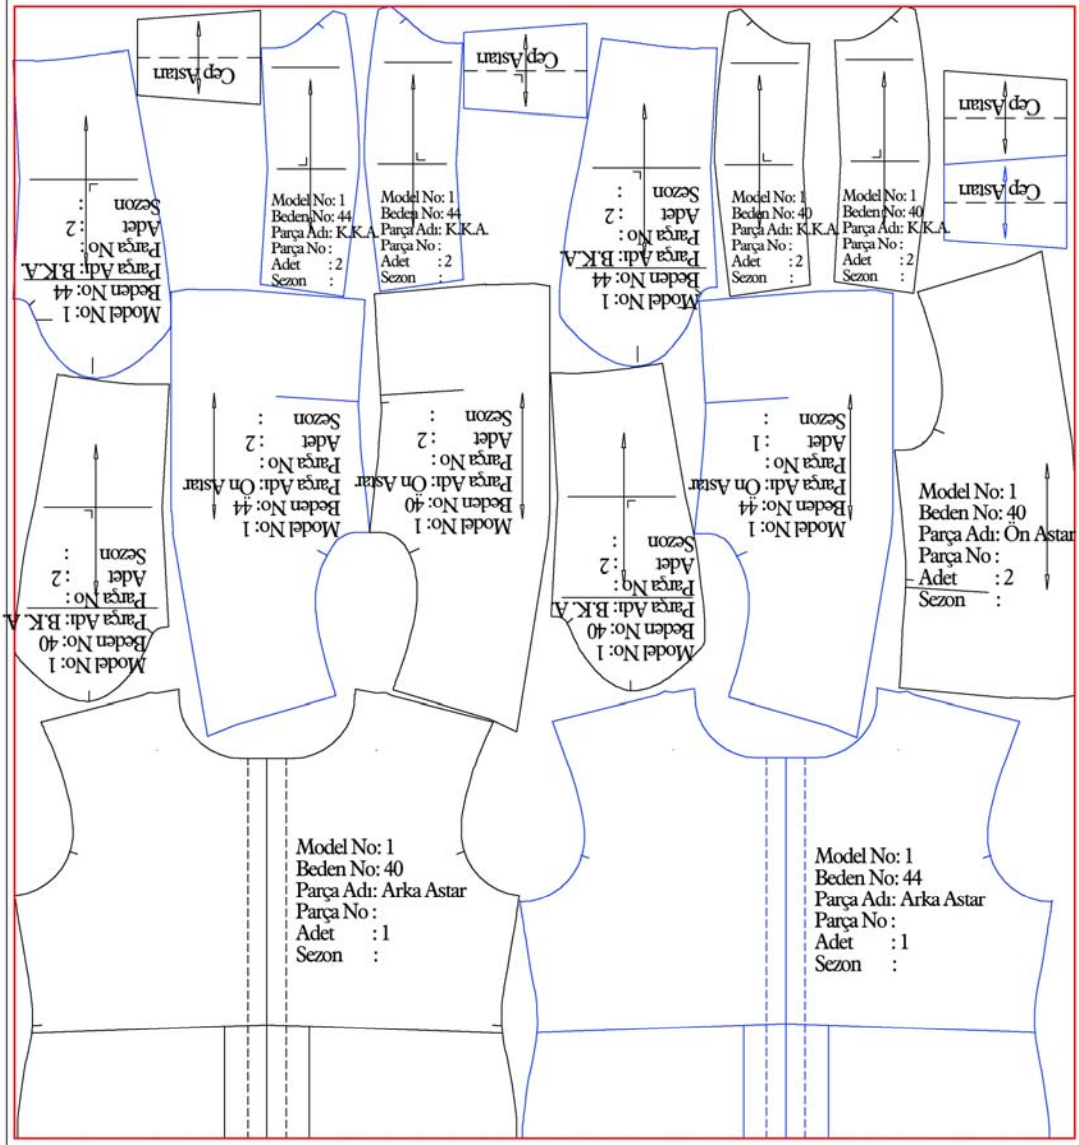 Cep Astarı
Cep Astarı
Cep Astarı
Cep Astarı
Model No: 1
Beden No: 44
Parça Adı: B.K.A.
Parça No :
Adet : 2
Sezon :
Model No: 1
Beden No: 44
Parça Adı: K.K.A.
Parça No :
Adet : 2
Sezon :
Model No: 1
Beden No: 44
Parça Adı: K.K.A.
Parça No :
Adet : 2
Sezon :
Model No: 1
Beden No: 44
Parça Adı: B.K.A.
Parça No :
Adet : 2
Sezon :
Model No: 1
Beden No: 40
Parça Adı: K.K.A.
Parça No :
Adet : 2
Sezon :
Model No: 1
Beden No: 40
Parça Adı: K.K.A.
Parça No :
Adet : 2
Sezon :
Model No: 1
Beden No: 40
Parça Adı: B.K.A.
Parça No :
Adet : 2
Sezon :
Model No: 1
Beden No: 44
Parça Adı: Ön Astar
Parça No :
Adet : 2
Sezon :
Model No: 1
Beden No: 40
Parça Adı: Ön Astar
Parça No :
Adet : 2
Sezon :
Model No: 1
Beden No: 40
Parça Adı: B.K.A.
Parça No :
Adet : 2
Sezon :
Model No: 1
Beden No: 44
Parça Adı: Ön Astar
Parça No :
Adet : 1
Sezon :
Model No: 1
Beden No: 40
Parça Adı: Ön Astar
Parça No :
Adet : 2
Sezon :
Model No: 1
Beden No: 40
Parça Adı: Arka Astar
Parça No :
Adet : 1
Sezon :
Model No: 1
Beden No: 44
Parça Adı: Arka Astar
Parça No :
Adet : 1
Sezon :